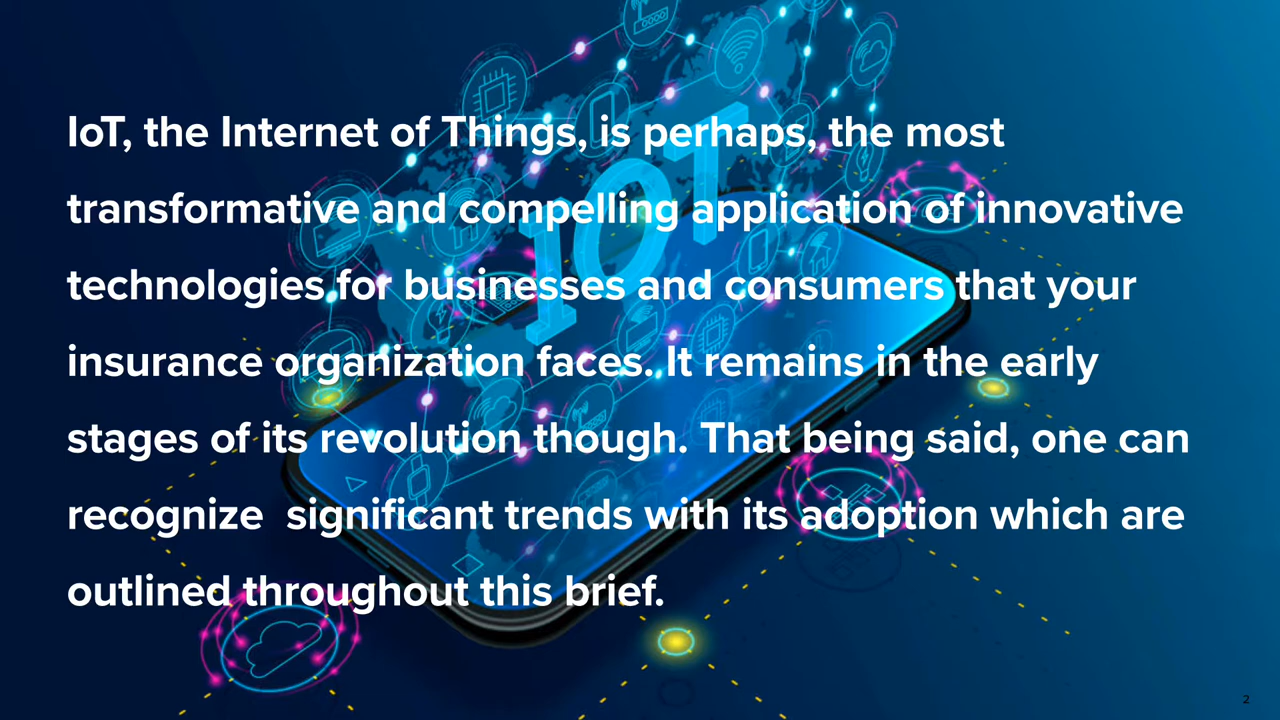 IoT, the Internet of Things, is perhaps, the most
transformative and compelling application of innovative
technologies for businesses and consumers that your
insurance organization faces. It remains in the early
stages of its revolution though. That being said, one can
recognize  significant trends with its adoption which are
outlined throughout this brief.
IOT
2